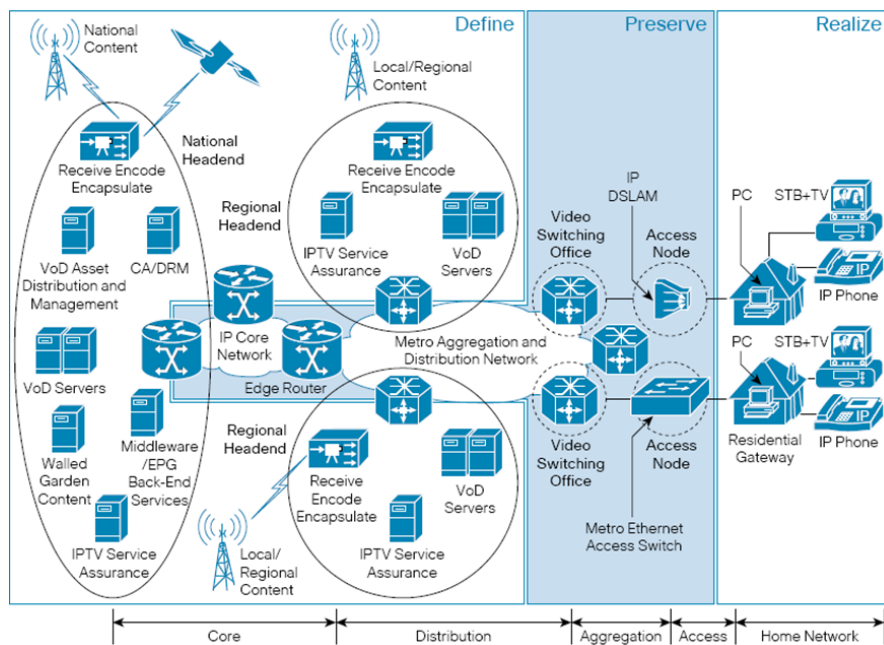 Define
Preserve
Realize
National
Content
Local/Regional
Content
National
Headend
Receive Encode
Encapsulate
Receive Encode
Encapsulate
Regional
Headend
IPTV Service
Assurance
VoD
Servers
VoD Asset
Distribution and
Management
CA/DRM
IP
DSLAM
Video
Switching
Office
Access
Node
PC
STB+TV
IP
IP Phone
IP Core
Network
Metro Aggregation and
Distribution Network
Edge Router
VoD Servers
PC
STB+TV
IP
IP Phone
Residential
Gateway
Walled
Garden
Content
Middleware
/EPG
Back-End
Services
Regional
Headend
Receive
Encode
Encapsulate
VoD
Servers
Video
Switching
Office
Access
Node
Metro Ethernet
Access Switch
IPTV Service
Assurance
Local/
Regional
Content
IPTV Service
Assurance
Core
Distribution
Aggregation
Access
Home Network